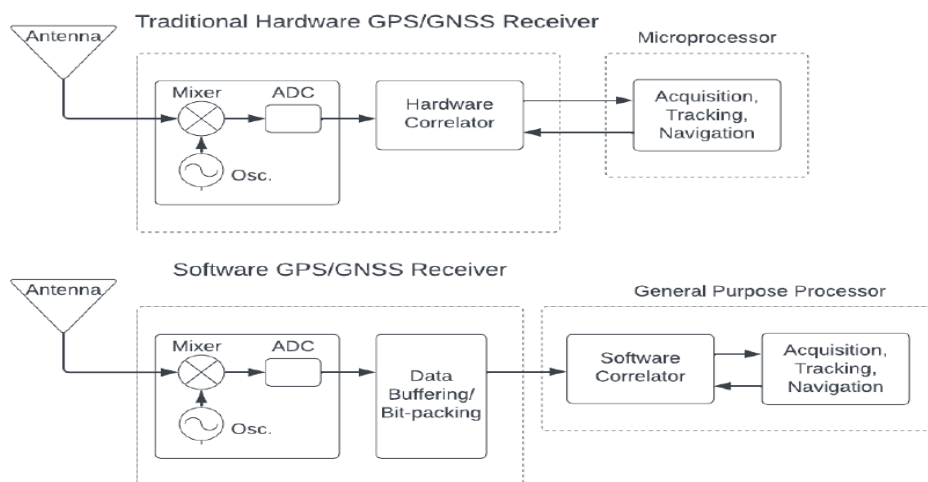 Traditional Hardware GPS/GNSS Receiver
Antenna
Microprocessor
Mixer
ADC
Osc.
Hardware
Correlator
Acquisition,
Tracking,
Navigation
Software GPS/GNSS Receiver
Antenna
General Purpose Processor
Mixer
ADC
Osc.
Data
Buffering/
Bit-packing
Software
Correlator
Acquisition,
Tracking,
Navigation